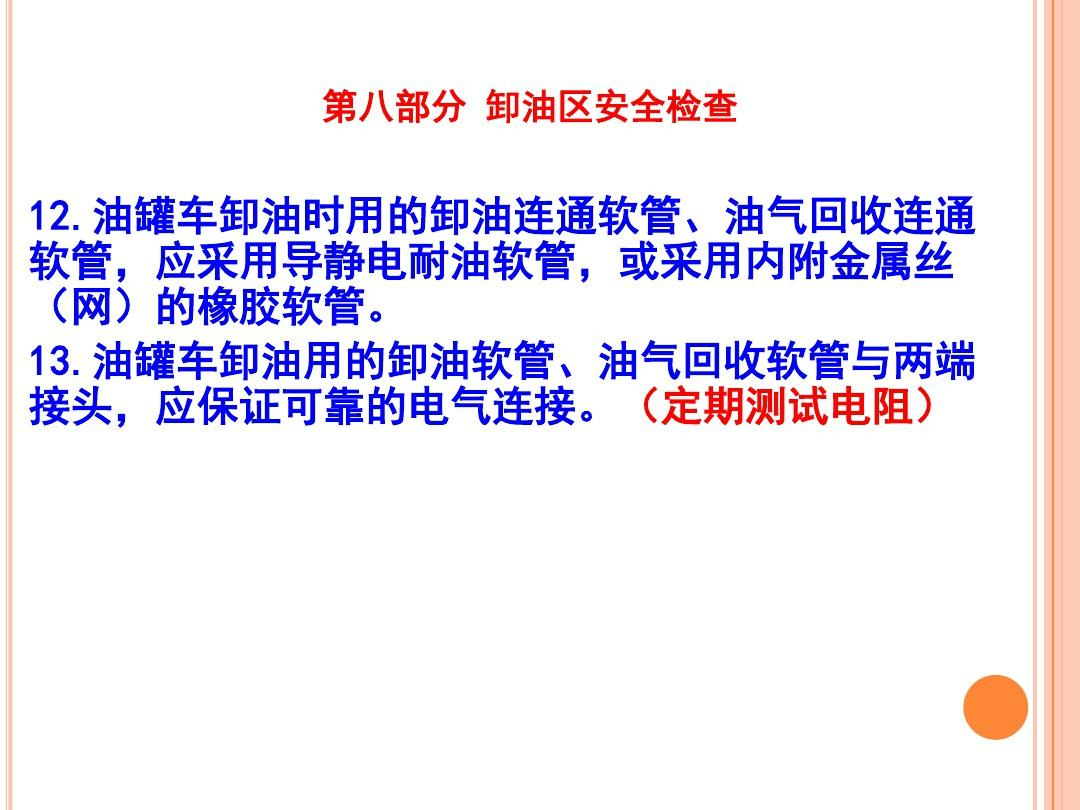 第八部分 卸油区安全检查
12.油罐车卸油时用的卸油连通软管、油气回收连通
软管，应采用导静电耐油软管，或采用内附金属丝
（网）的橡胶软管。
13.油罐车卸油用的卸油软管、油气回收软管与两端
接头，应保证可靠的电气连接。（定期测试电阻）